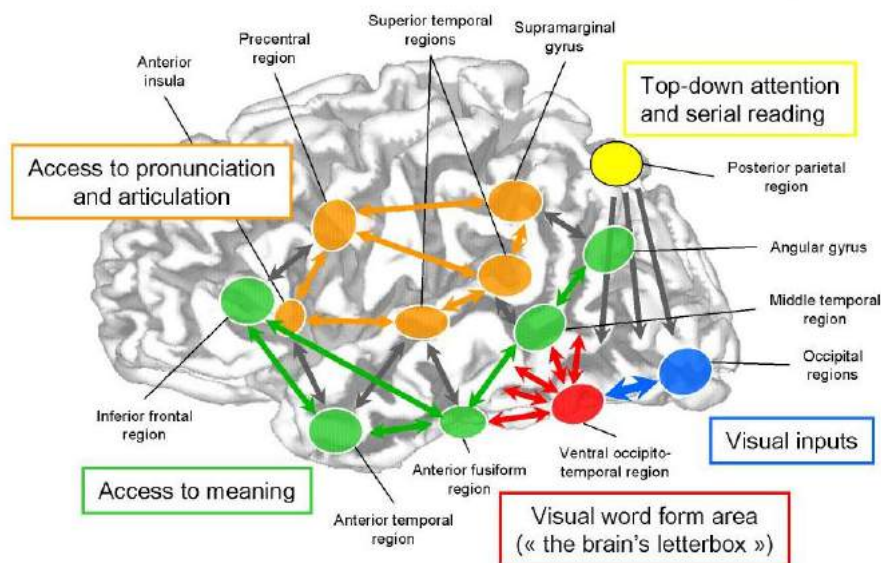 Superior temporal
regions
Supramarginal
gyrus
Precentral
region
Anterior
insula
Top-down attention
and serial reading
Access to pronunciation
and articulation
Posterior parietal
region
Angular gyrus
Middle temporal
region
Occipital
regions
Inferior frontal
region
Visual inputs
Ventral occipito-
temporal region
Anterior fusiform
region
Access to meaning
Anterior temporal
region
Visual word form area
(« the brain's letterbox »)